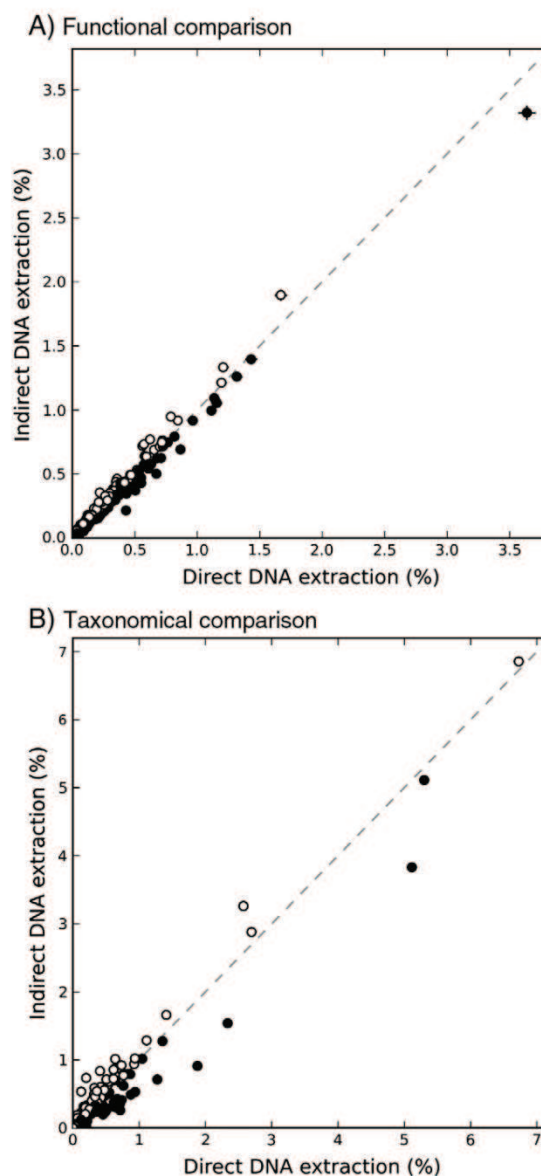 A) Functional comparison
3.5
3.0
2.5
2.0
1.5
1.0
0.5
0.0
Indirect DNA extraction (%)
0.0 0.5 1.0 1.5 2.0 2.5 3.0 3.5
Direct DNA extraction (%)
B) Taxonomical comparison
7
6
5
4
3
2
1
0
Indirect DNA extraction (%)
0 1 2 3 4 5 6 7
Direct DNA extraction (%)